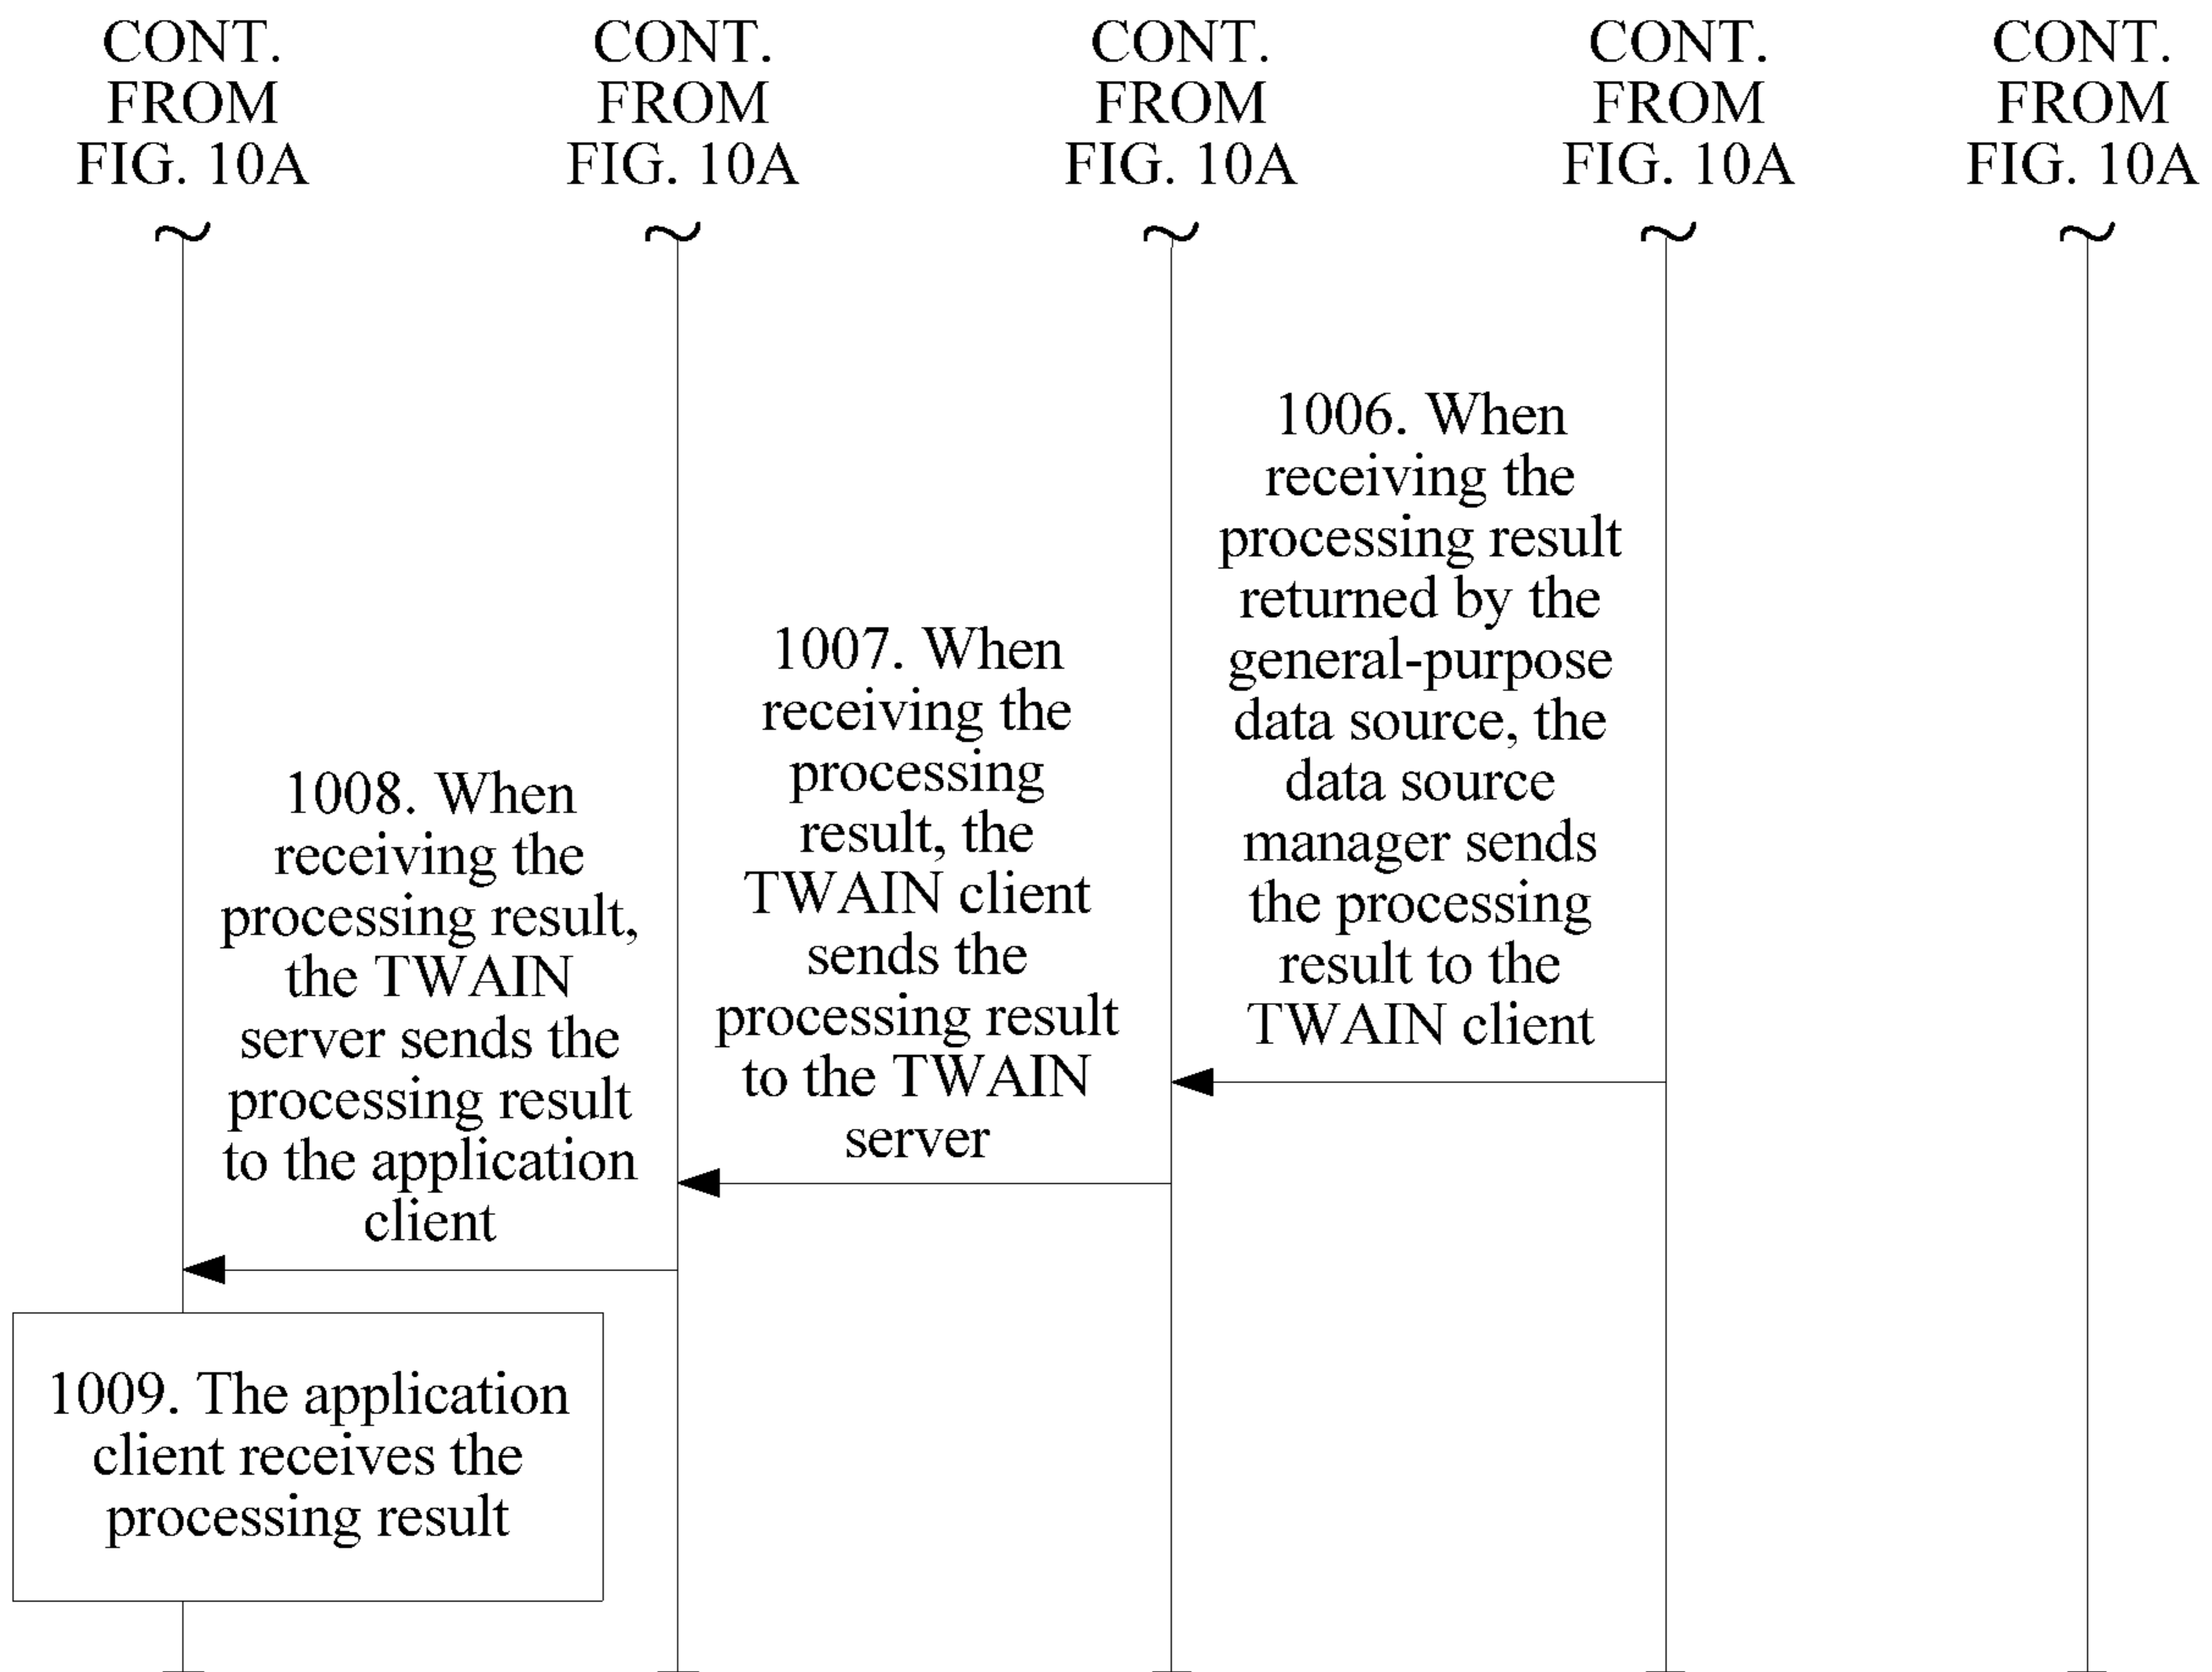 CONT.
FROM
FIG. 10A
CONT.
FROM
FIG. 10A
CONT.
FROM
FIG. 10A
CONT.
FROM
FIG. 10A
CONT.
FROM
FIG. 10A
1006. When
receiving the
processing result
returned by the
general-purpose
data source, the
data source
manager sends
the processing
result to the
TWAIN client
1007. When
receiving the
processing
result, the
TWAIN client
sends the
processing result
to the TWAIN
server
1008. When
receiving the
processing result,
the TWAIN
server sends the
processing result
to the application
client
1009. The application
client receives the
processing result